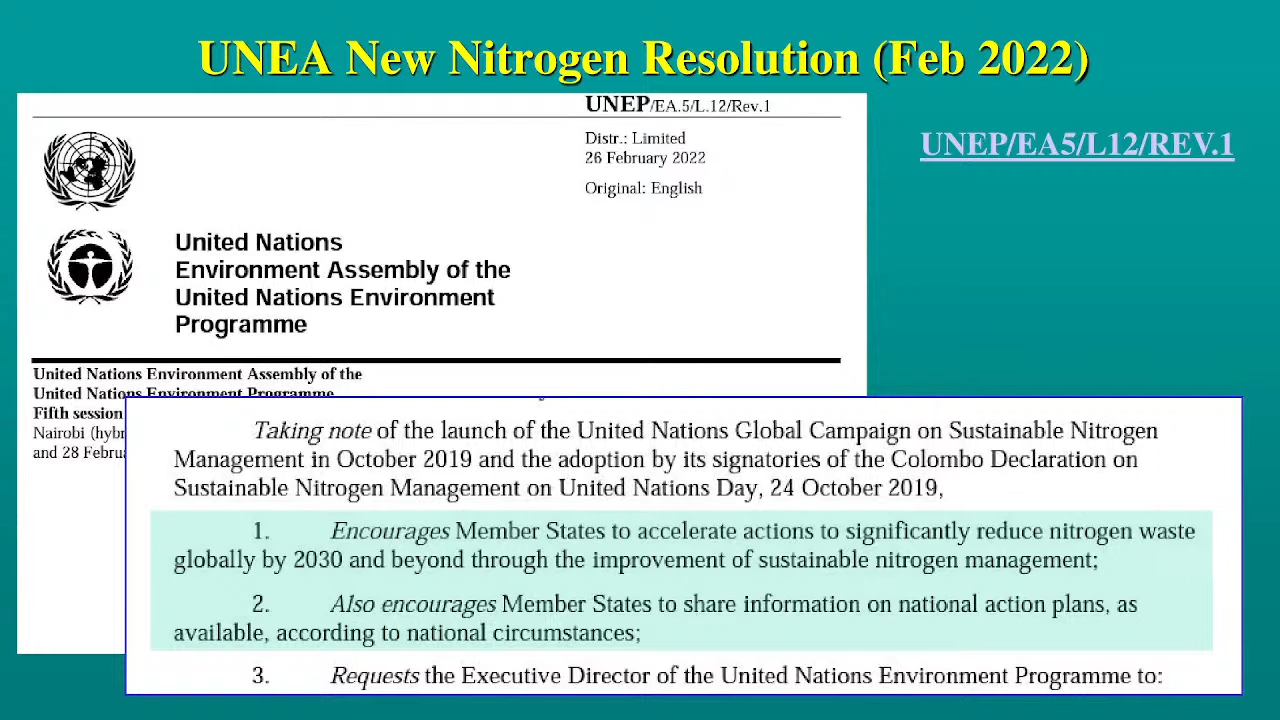 UNEA New Nitrogen Resolution (Feb 2022)
UNEP/EA.5/L.12/Rev.1
Distr.: Limited
26 February 2022
Original: English
UNEP/EA5/L12/REV.1
United Nations
Environment Assembly of the
United Nations Environment
Programme
United Nations Environment Assembly of the
United Nations Environment Programme
Fifth session
Nairobi
and 28
Taking note of the launch of the United Nations Global Campaign on Sustainable Nitrogen
Management in October 2019 and the adoption by its signatories of the Colombo Declaration on
Sustainable Nitrogen Management on United Nations Day, 24 October 2019,
1. Encourages Member States to accelerate actions to significantly reduce nitrogen waste
globally by 2030 and beyond through the improvement of sustainable nitrogen management;
2. Also encourages Member States to share information on national action plans, as
available, according to national circumstances;
3. Requests the Executive Director of the United Nations Environment Programme to: